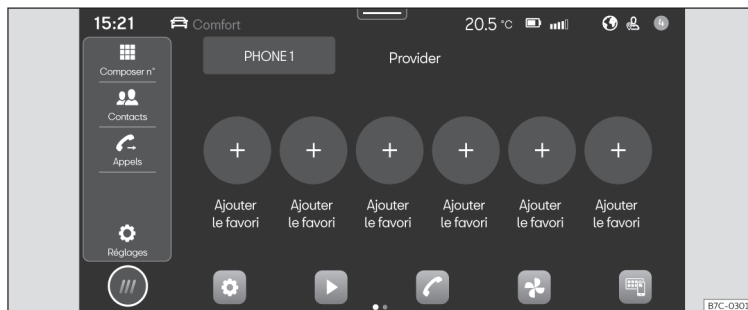 15:21
Comfort
20.5 °C
4
PHONE 1
Provider
Composer n°
Contacts
Appels
Réglages
+ + + + + +
Ajouter Ajouter Ajouter Ajouter Ajouter Ajouter
le favori le favori le favori le favori le favori le favori
B7C-0301